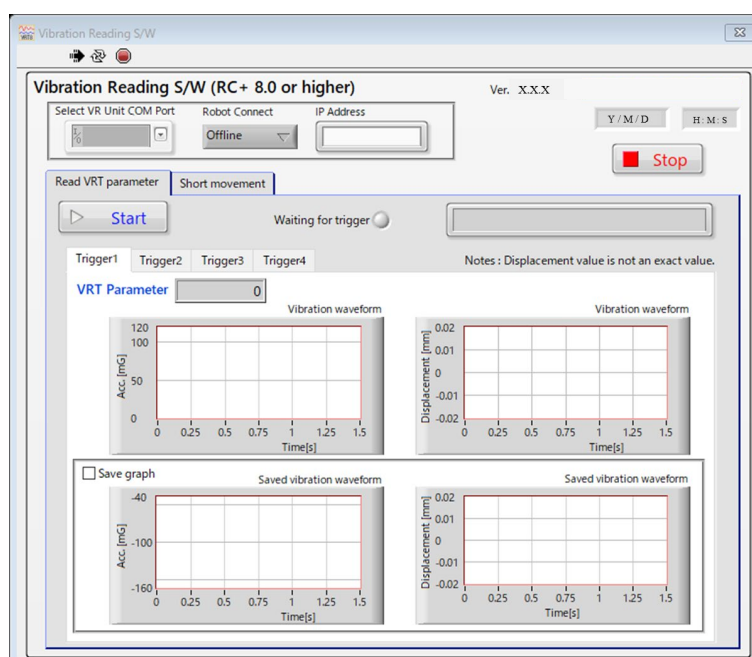 Vibration Reading S/W
Vibration Reading S/W (RC+ 8.0 or higher)
Ver. X.X.X
Select VR Unit COM Port
Robot Connect
IP Address
Offline
Y/M/D
H:M:S
Stop
Read VRT parameter
Short movement
Start
Waiting for trigger
Trigger1
Trigger2
Trigger3
Trigger4
Notes : Displacement value is not an exact value.
VRT Parameter
0
Vibration waveform
Acc. [mG]
120
100
50
0
0 0.25 0.5 0.75 1 1.25 1.5
Time[s]
Vibration waveform
Displacement [mm]
0.02
0.01
0
-0.01
-0.02
0 0.25 0.5 0.75 1 1.25 1.5
Time[s]
Save graph
Saved vibration waveform
Acc. [mG]
-40
-100
-160
0 0.25 0.5 0.75 1 1.25 1.5
Time[s]
Saved vibration waveform
Displacement [mm]
0.02
0.01
0
-0.01
-0.02
0 0.25 0.5 0.75 1 1.25 1.5
Time[s]